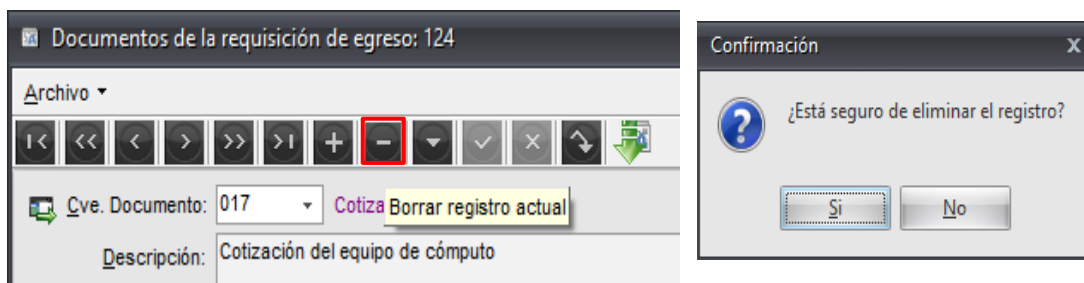 Documentos de la requisición de egreso: 124
Archivo
Cve. Documento: 017 Cotiza
Borrar registro actual
Descripción: Cotización del equipo de cómputo
Confirmación
¿Está seguro de eliminar el registro?
Si No